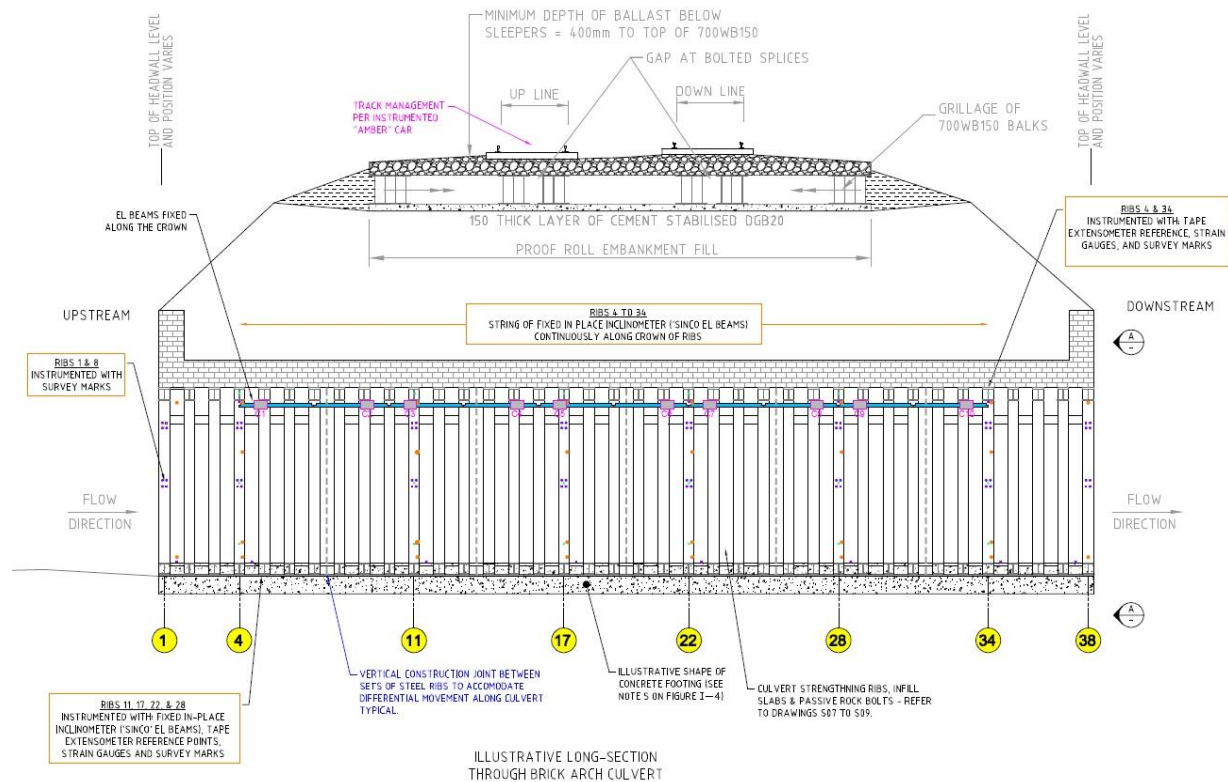 MINIMUM DEPTH OF BALLAST BELOW
SLEEPERS = 400mm TO TOP OF 700WB150
GAP AT BOLTED SPLICES
TOP OF HEADWALL LEVEL
AND POSITION VARIES
TRACK MANAGEMENT
PER INSTRUMENTED
"AMBER" CAR
UP LINE
DOWN LINE
GRILLAGE OF
700WB150 BALKS
TOP OF HEADWALL LEVEL
AND POSITION VARIES
EL BEAMS FIXED
ALONG THE CROWN
150 THICK LAYER OF CEMENT STABILISED DGB20
PROOF ROLL EMBANKMENT FILL
RIBS 4 & 34
INSTRUMENTED WITH: TAPE
EXTENSOMETER REFERENCE, STRAIN
GAUGES, AND SURVEY MARKS
UPSTREAM
RIBS 4 TO 34
STRING OF FIXED IN PLACE INCLINOMETER ('SINCO EL BEAMS)
CONTINUOUSLY ALONG CROWN OF RIBS
DOWNSTREAM
A
-
RIBS 1 & 8
INSTRUMENTED WITH
SURVEY MARKS
FLOW
DIRECTION
FLOW
DIRECTION
A
-
1
4
11
17
22
28
34
38
VERTICAL CONSTRUCTION JOINT BETWEEN
SETS OF STEEL RIBS TO ACCOMODATE
DIFFERENTIAL MOVEMENT ALONG CULVERT
TYPICAL.
ILLUSTRATIVE SHAPE OF
CONCRETE FOOTING (SEE
NOTE 5 ON FIGURE I-4)
CULVERT STRENGTHNING RIBS, INFILL
SLABS & PASSIVE ROCK BOLTS - REFER
TO DRAWINGS S07 TO S09.
RIBS 11, 17, 22, & 28
INSTRUMENTED WITH: FIXED IN-PLACE
INCLINOMETER ('SINCO' EL BEAMS), TAPE
EXTENSOMETER REFERENCE POINTS,
STRAIN GAUGES AND SURVEY MARKS
ILLUSTRATIVE LONG-SECTION
THROUGH BRICK ARCH CULVERT